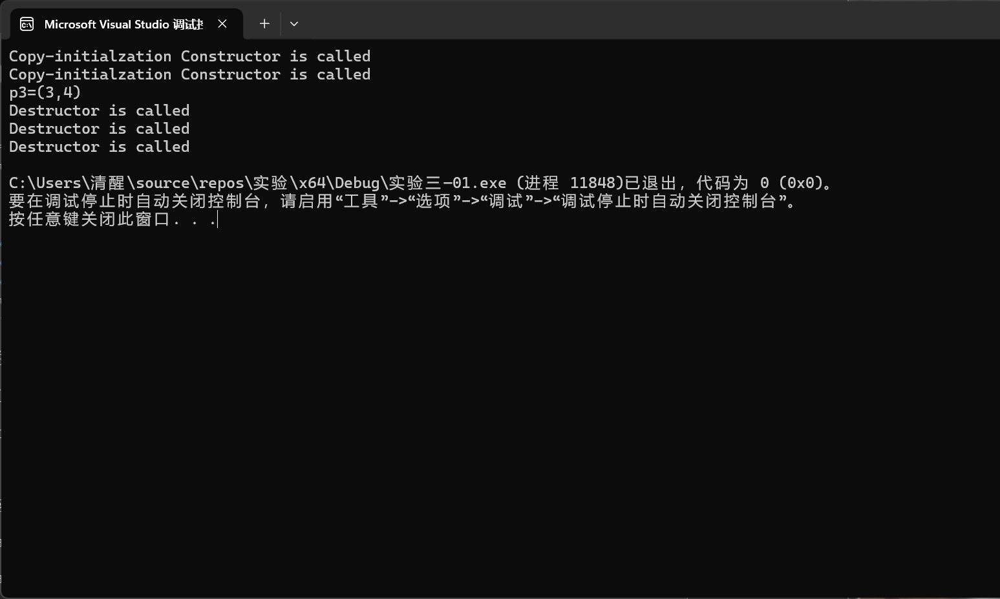 Microsoft Visual Studio 调试
Copy-initialzation Constructor is called
Copy-initialzation Constructor is called
p3=(3,4)
Destructor is called
Destructor is called
Destructor is called
C:\Users\清醒\source\repos\实验\x64\Debug\实验三-01.exe (进程 11848)已退出，代码为 0 (0x0)。
要在调试停止时自动关闭控制台，请启用“工具”->“选项”->“调试”->“调试停止时自动关闭控制台”。
按任意键关闭此窗口. . .